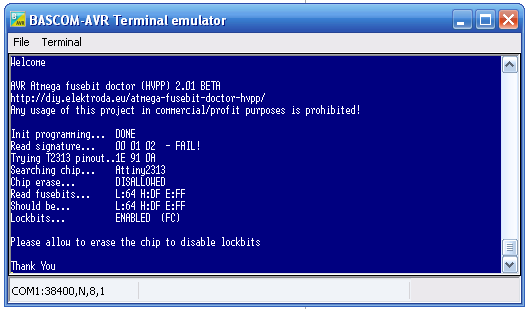 BASCOM-AVR Terminal emulator
File Terminal
Welcome
AVR Atmega fusebit doctor (HVPP) 2.01 BETA
http://diy.elektroda.eu/atmega-fusebit-doctor-hvpp/
Any usage of this project in commercial/profit purposes is prohibited!
Init programming... DONE
Read signature... 00 01 02 - FAIL!
Trying T2313 pinout..1E 91 0A
Searching chip... Attiny2313
Chip erase... DISALLOWED
Read fusebits... L:64 H:DF E:FF
Should be... L:64 H:DF E:FF
Lockbits... ENABLED (FC)
Please allow to erase the chip to disable lockbits
Thank You
COM1:38400,N,8,1